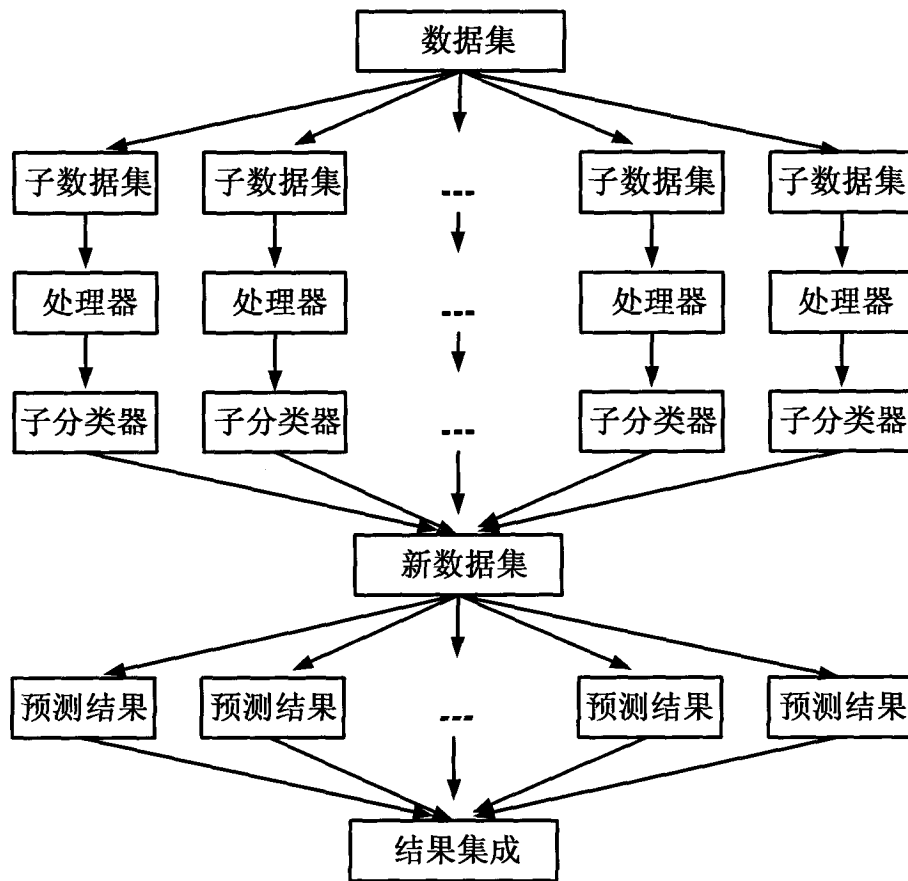 数据集
子数据集 子数据集 --- 子数据集 子数据集
处理器 处理器 --- 处理器 处理器
子分类器 子分类器 --- 子分类器 子分类器
新数据集
预测结果 预测结果 --- 预测结果 预测结果
结果集成